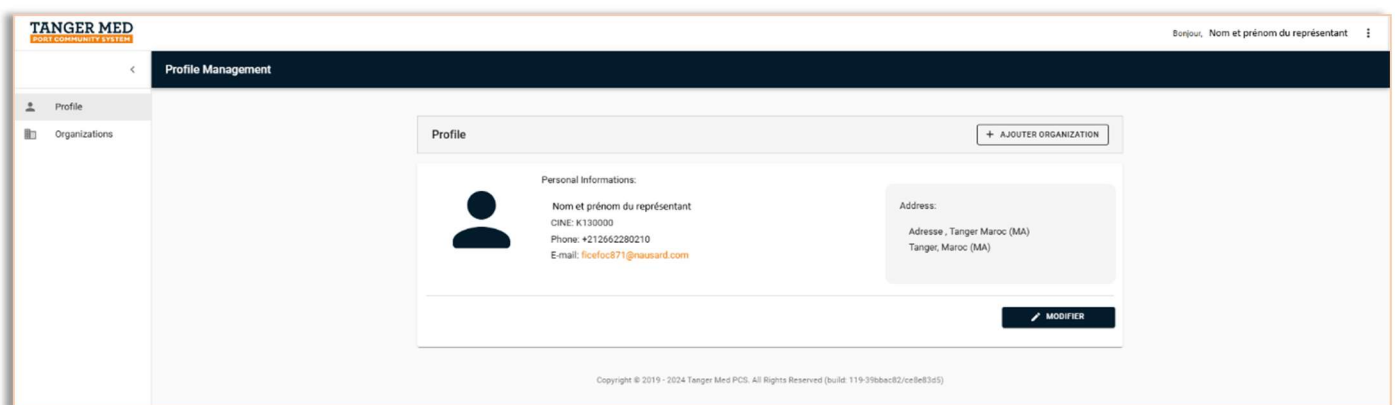 TANGER MED
PORT COMMUNITY SYSTEM
Bonjour, Nom et prénom du représentant
Profile Management
Profile
Organizations
Profile
+ AJOUTER ORGANIZATION
Personal Informations:
Nom et prénom du représentant
CINE: K130000
Phone: +212662280210
E-mail: ficefoc871@nausard.com
Address:
Adresse , Tanger Maroc (MA)
Tanger, Maroc (MA)
MODIFIER
Copyright © 2019 - 2024 Tanger Med PCS. All Rights Reserved (build: 119-39bbac82/ce8e83d5)